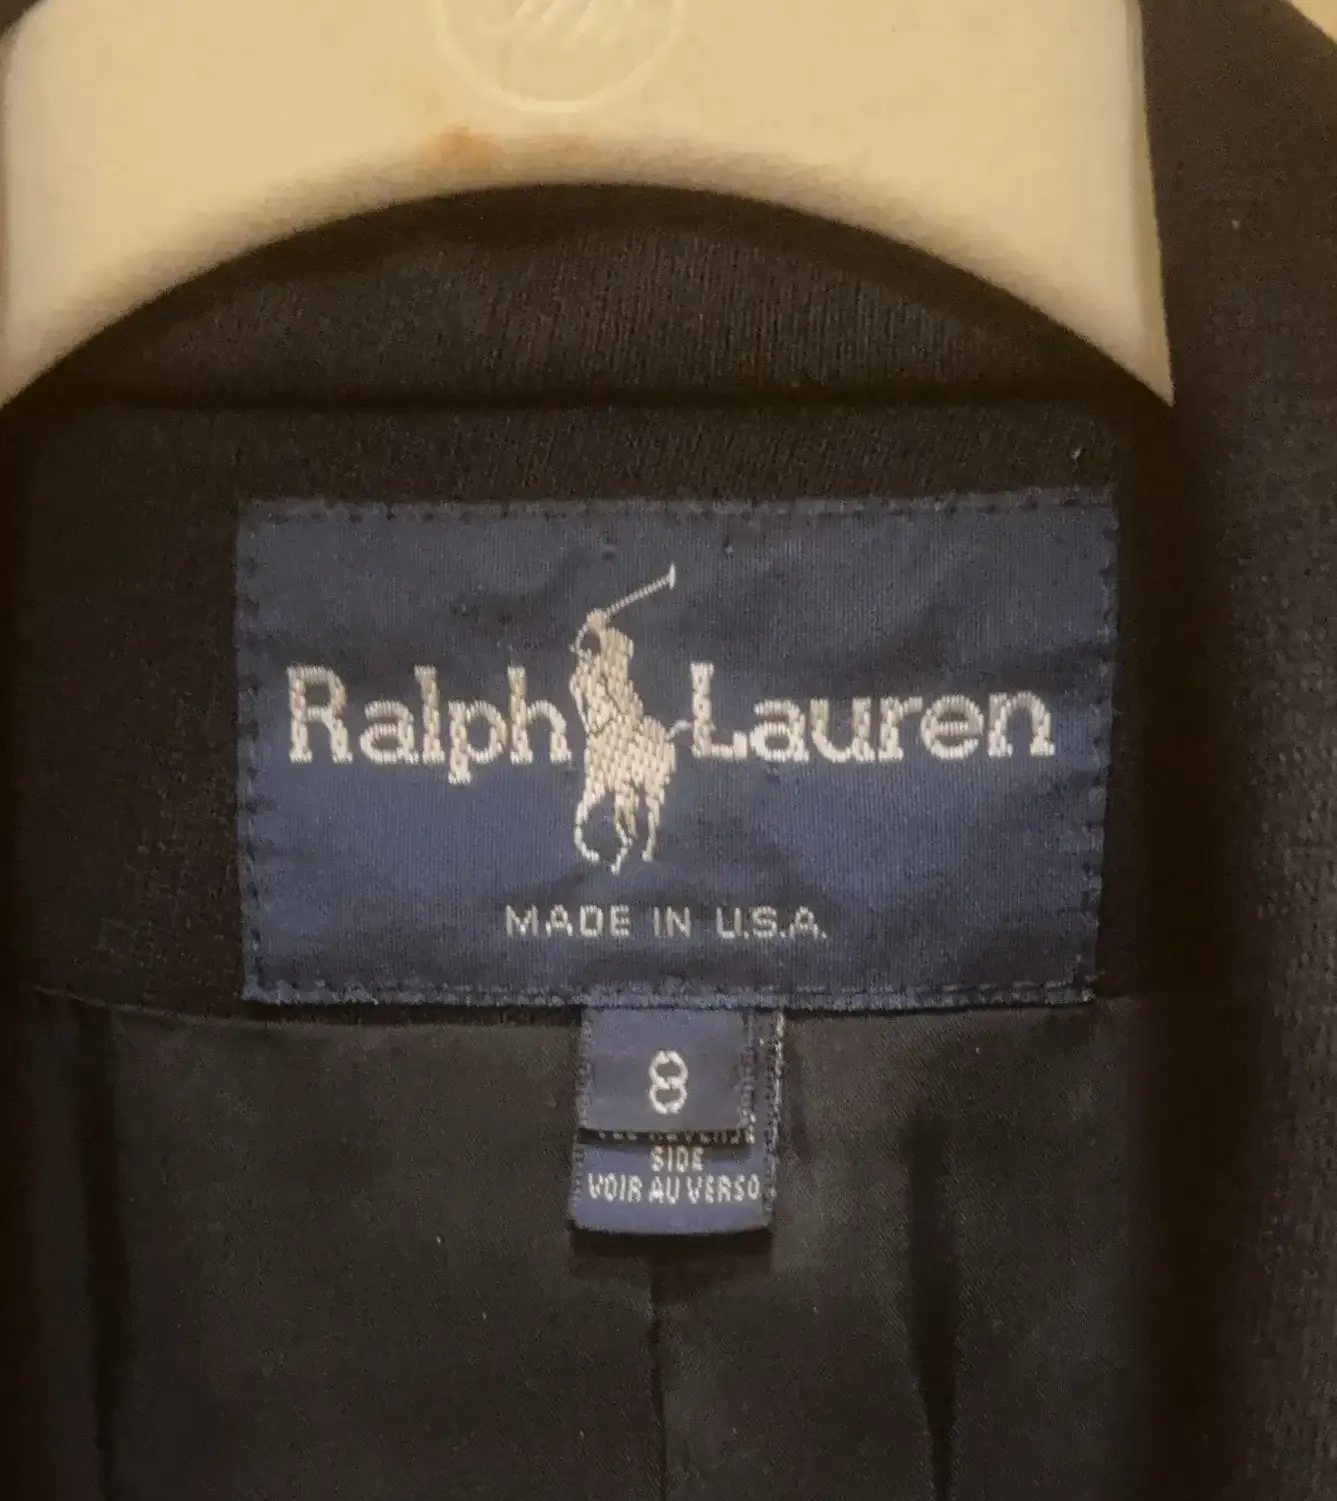 Ralph Lauren
MADE IN U.S.A.
8
SIDE
VOIR AU VERSO